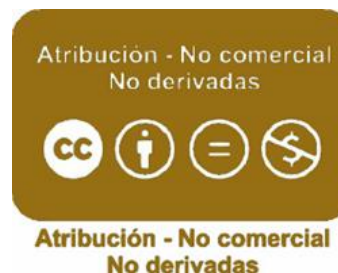 Atribución - No comercial
No derivadas
cc
Atribución - No comercial
No derivadas